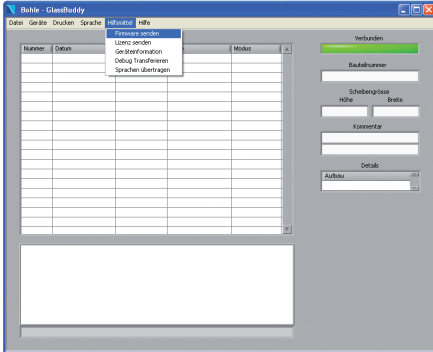 Bohle - GlassBuddy
Datei Geräte Drucken Sprache Hilfsmittel Hilfe
Firmware senden
Lizenz senden
Geräteinformation
Debug Transferieren
Sprachen übertragen
Nummer Datum Modus
Verbunden
Bauteilnummer
Scheibengrösse
Höhe Breite
Kommentar
Details
Aufbau